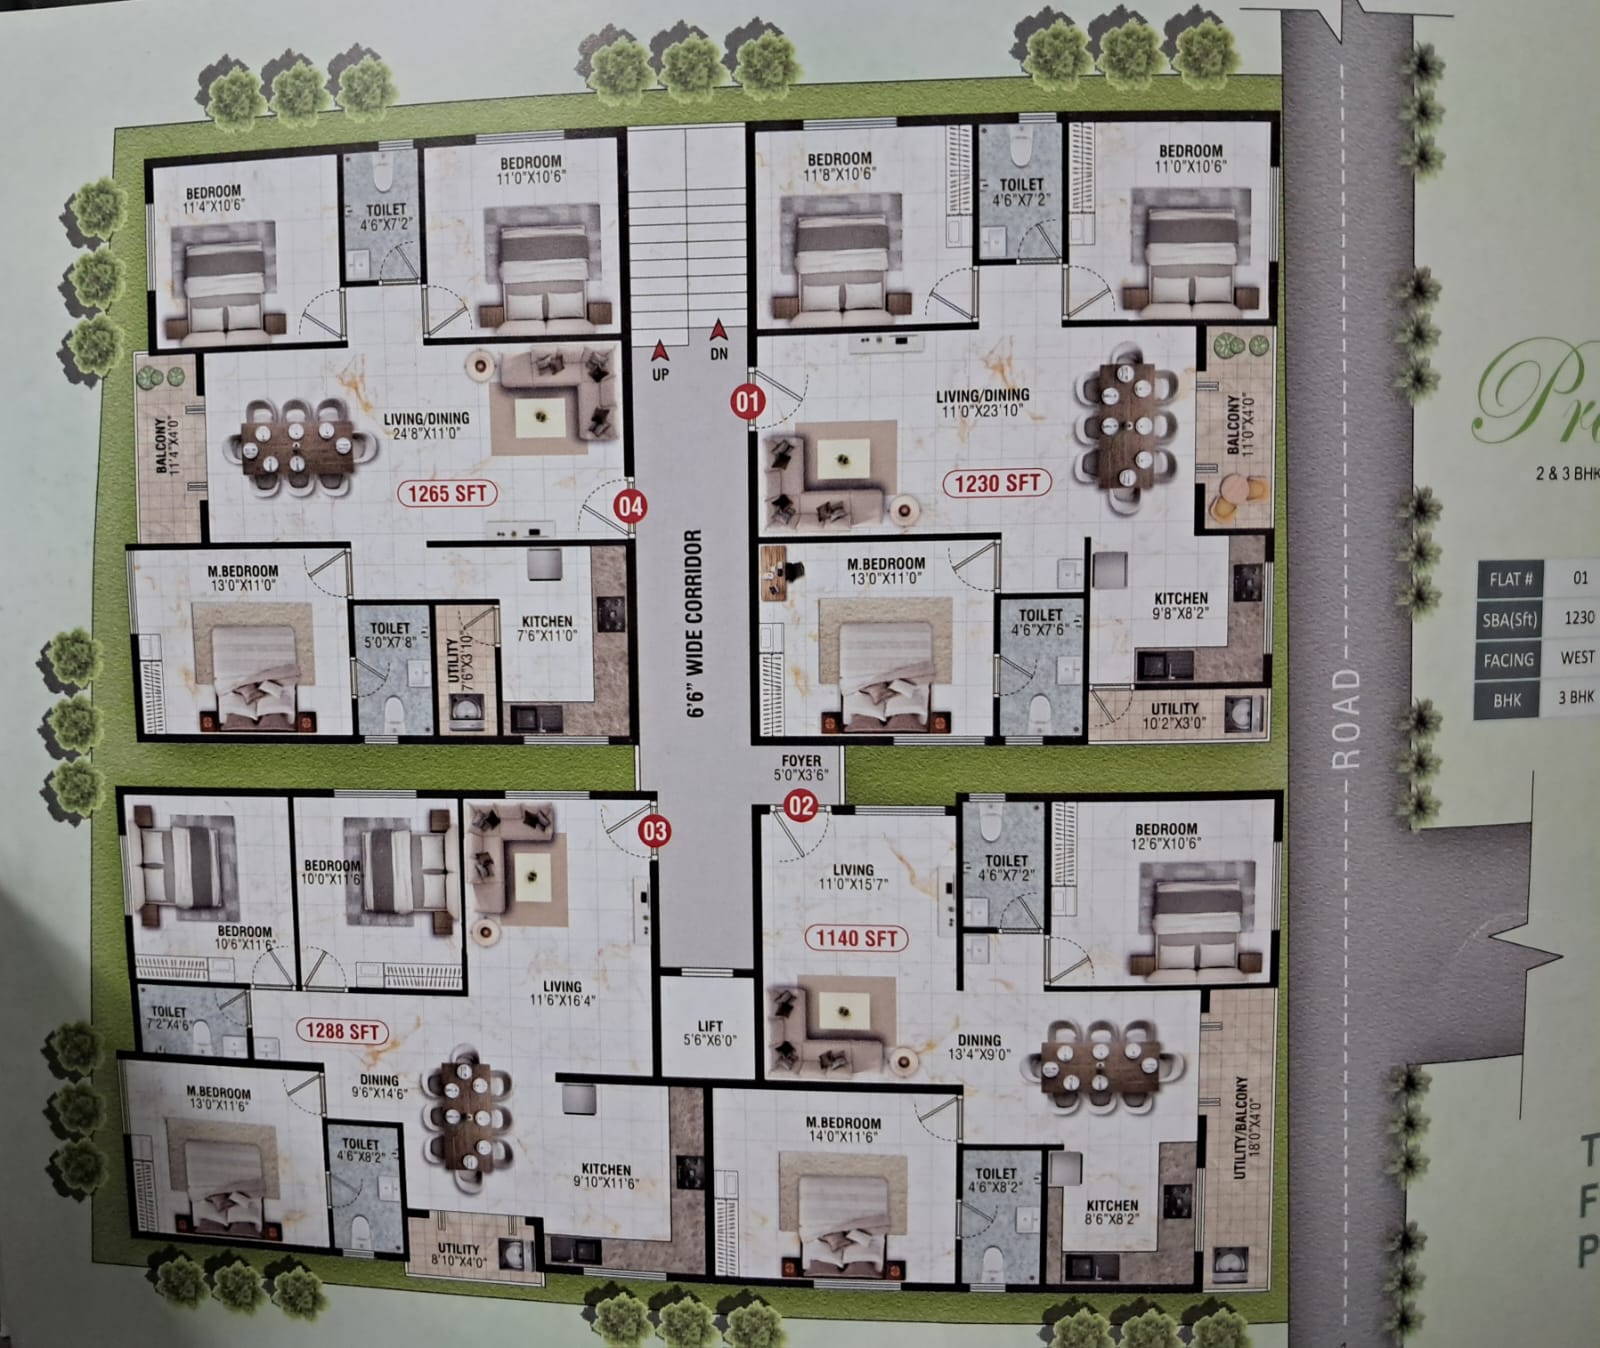 BEDROOM
11'4"X10'6"
TOILET
4'6"X7'2"
BEDROOM
11'0"X10'6"
BEDROOM
11'8"X10'6"
TOILET
4'6"X7'2"
BEDROOM
11'0"X10'6"
UP
DN
BALCONY
11'4"X4'0"
LIVING/DINING
24'8"X11'0"
1265 SFT
04
01
LIVING/DINING
11'0"X23'10"
1230 SFT
BALCONY
11'0"X4'0"
M.BEDROOM
13'0"X11'0"
TOILET
5'0"X7'8"
UTILITY
7'6"X3'10"
KITCHEN
7'6"X11'0"
6'6" WIDE CORRIDOR
M.BEDROOM
13'0"X11'0"
TOILET
4'6"X7'6"
KITCHEN
9'8"X8'2"
UTILITY
10'2"X3'0"
FOYER
5'0"X3'6"
02
03
BEDROOM
10'6"X11'6"
BEDROOM
10'0"X11'6"
LIVING
11'6"X16'4"
TOILET
7'2"X4'6"
1288 SFT
DINING
9'6"X14'6"
M.BEDROOM
13'0"X11'6"
TOILET
4'6"X8'2"
UTILITY
8'10"X4'0"
KITCHEN
9'10"X11'6"
LIFT
5'6"X6'0"
LIVING
11'0"X15'7"
1140 SFT
TOILET
4'6"X7'2"
BEDROOM
12'6"X10'6"
DINING
13'4"X9'0"
M.BEDROOM
14'0"X11'6"
TOILET
4'6"X8'2"
KITCHEN
8'6"X8'2"
UTILITY/BALCONY
18'0"X4'0"
ROAD
2 & 3 BHK
FLAT # 01
SBA(Sft) 1230
FACING WEST
BHK 3 BHK
T
F
P